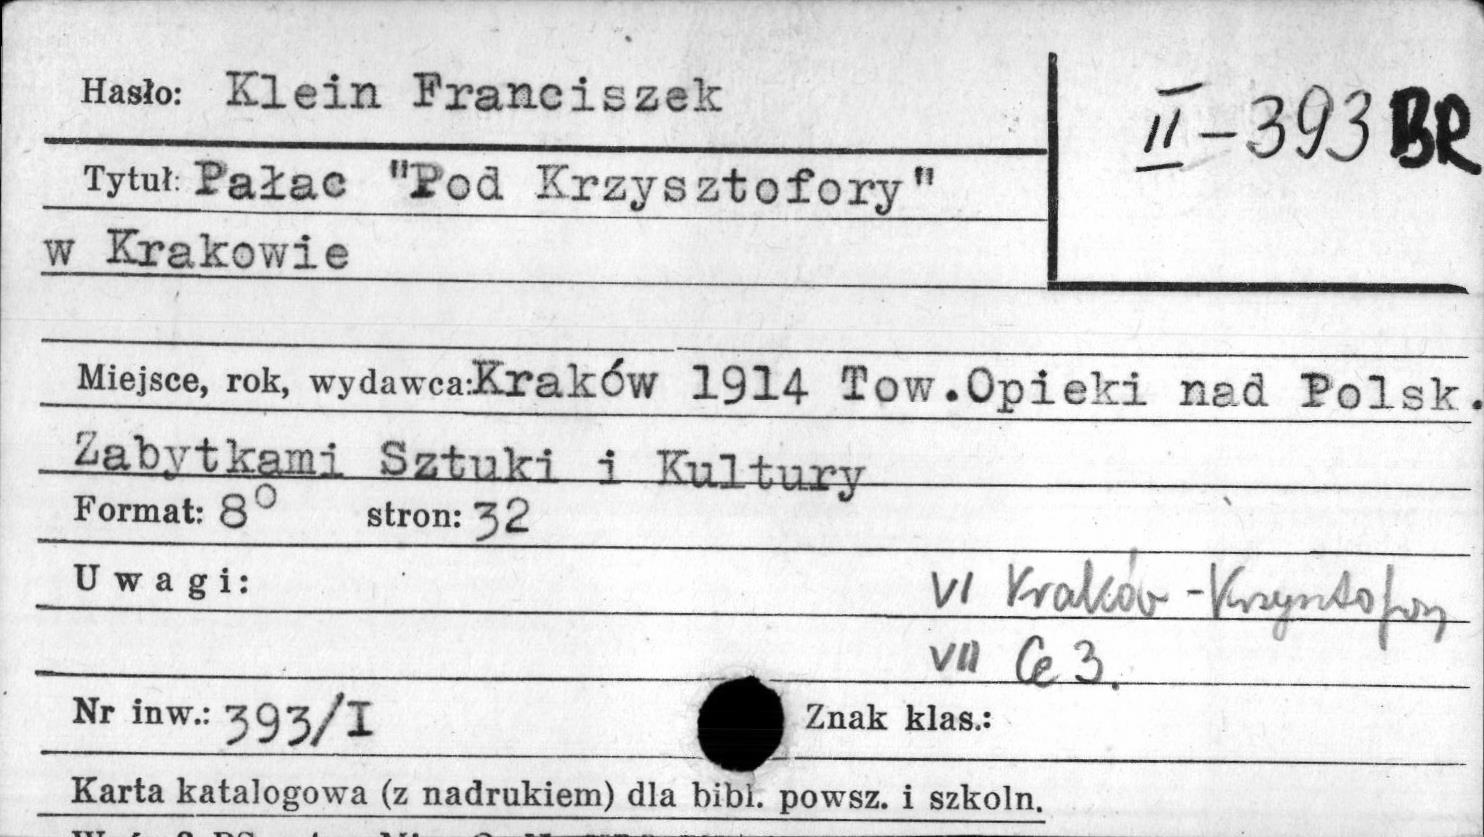 Hasło: Klein Franciszek
II-393 BR
Tytuł: Pałac "Pod Krzysztofory"
w Krakowie
Miejsce, rok, wydawca: Kraków 1914 Tow.Opieki nad Polsk.
Zabytkami Sztuki i Kultury
Format: 8° stron: 32
Uwagi:
VI Kraków - Krzysztofory
VII Ce 3.
Nr inw.: 393/I Znak klas.:
Karta katalogowa (z nadrukiem) dla bibl. powsz. i szkoln.